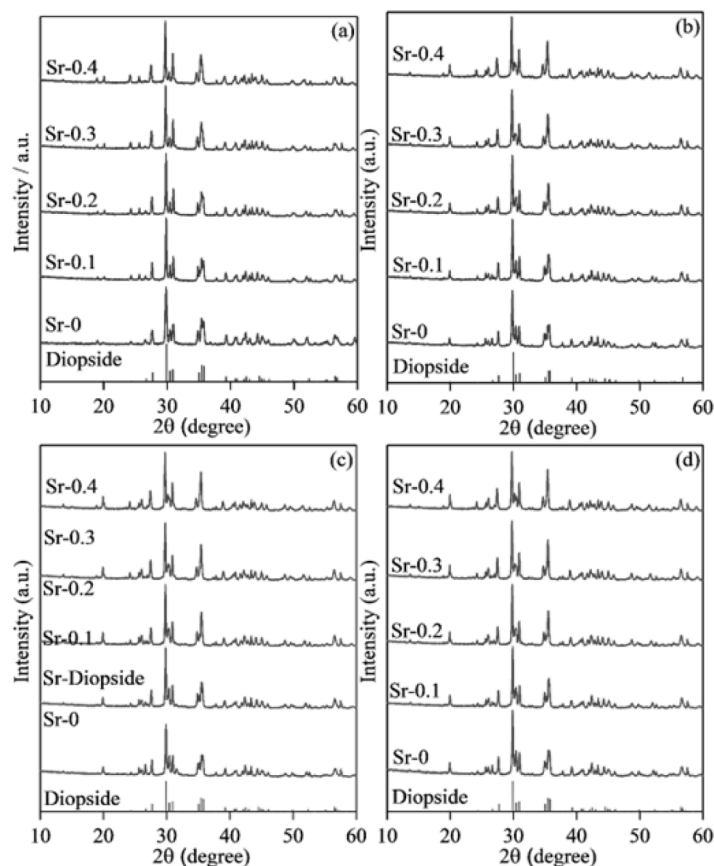 (a)
Sr-0.4
Sr-0.3
Sr-0.2
Sr-0.1
Sr-0
Diopside
Intensity / a.u.
10 20 30 40 50 60
2θ (degree)
(b)
Sr-0.4
Sr-0.3
Sr-0.2
Sr-0.1
Sr-0
Diopside
Intensity (a.u.)
10 20 30 40 50 60
2θ (degree)
(c)
Sr-0.4
Sr-0.3
Sr-0.2
Sr-0.1
Sr-Diopside
Sr-0
Diopside
Intensity (a.u.)
10 20 30 40 50 60
2θ (degree)
(d)
Sr-0.4
Sr-0.3
Sr-0.2
Sr-0.1
Sr-0
Diopside
Intensity (a.u.)
10 20 30 40 50 60
2θ (degree)